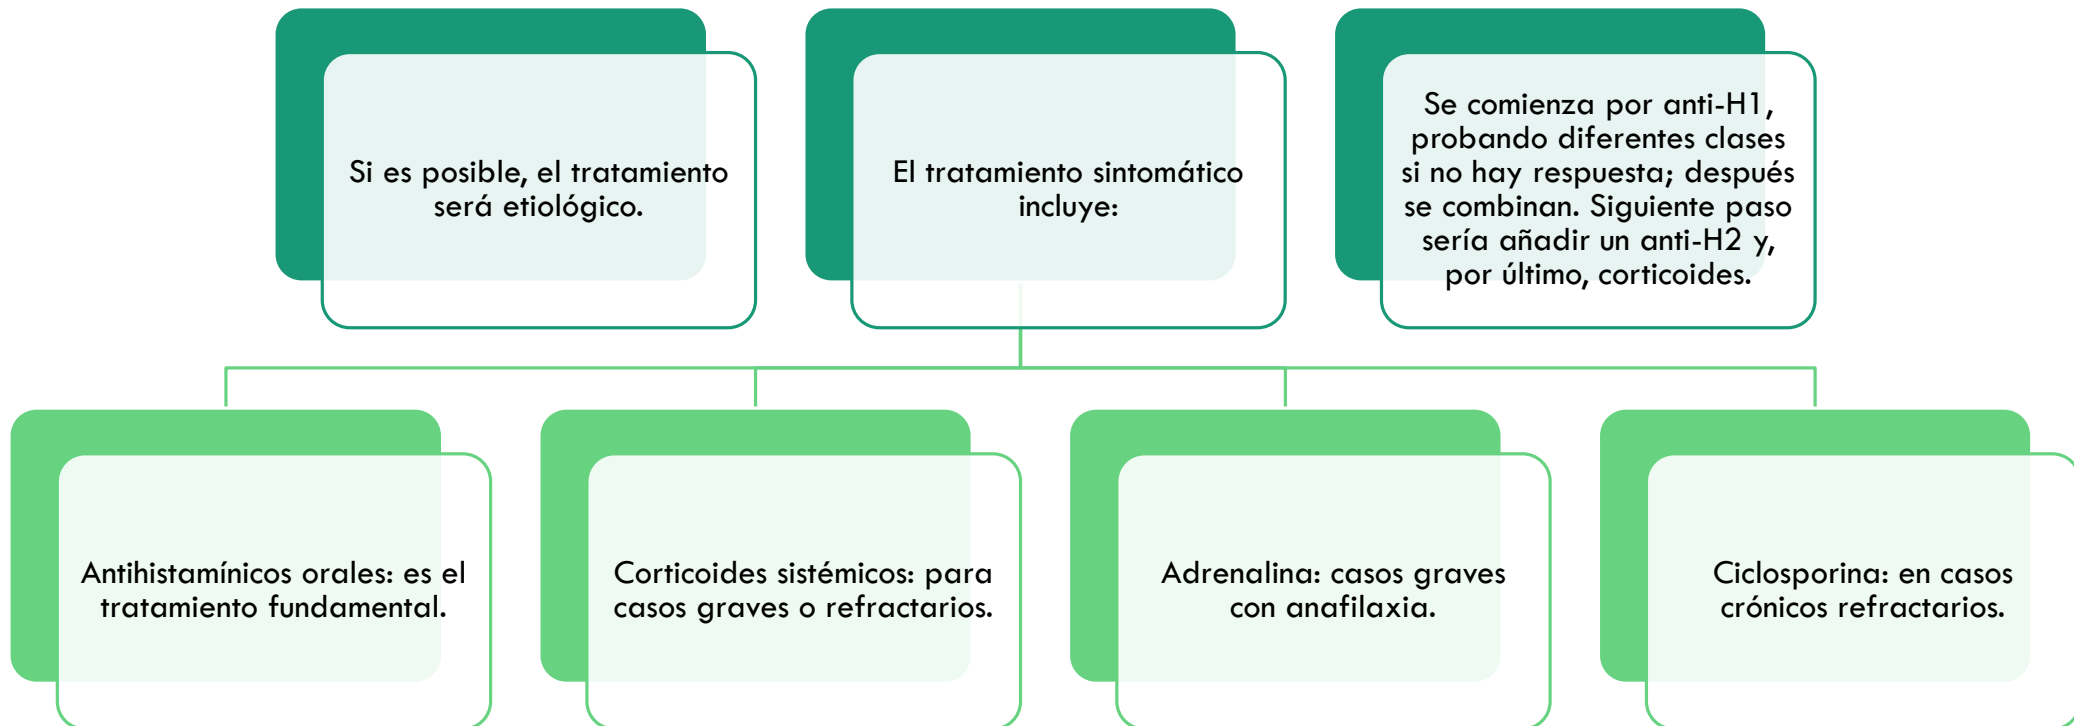 Si es posible, el tratamiento
será etiológico.
El tratamiento sintomático
incluye:
Se comienza por anti-H1,
probando diferentes clases
si no hay respuesta; después
se combinan. Siguiente paso
sería añadir un anti-H2 y,
por último, corticoides.
Antihistamínicos orales: es el
tratamiento fundamental.
Corticoides sistémicos: para
casos graves o refractarios.
Adrenalina: casos graves
con anafilaxia.
Ciclosporina: en casos
crónicos refractarios.